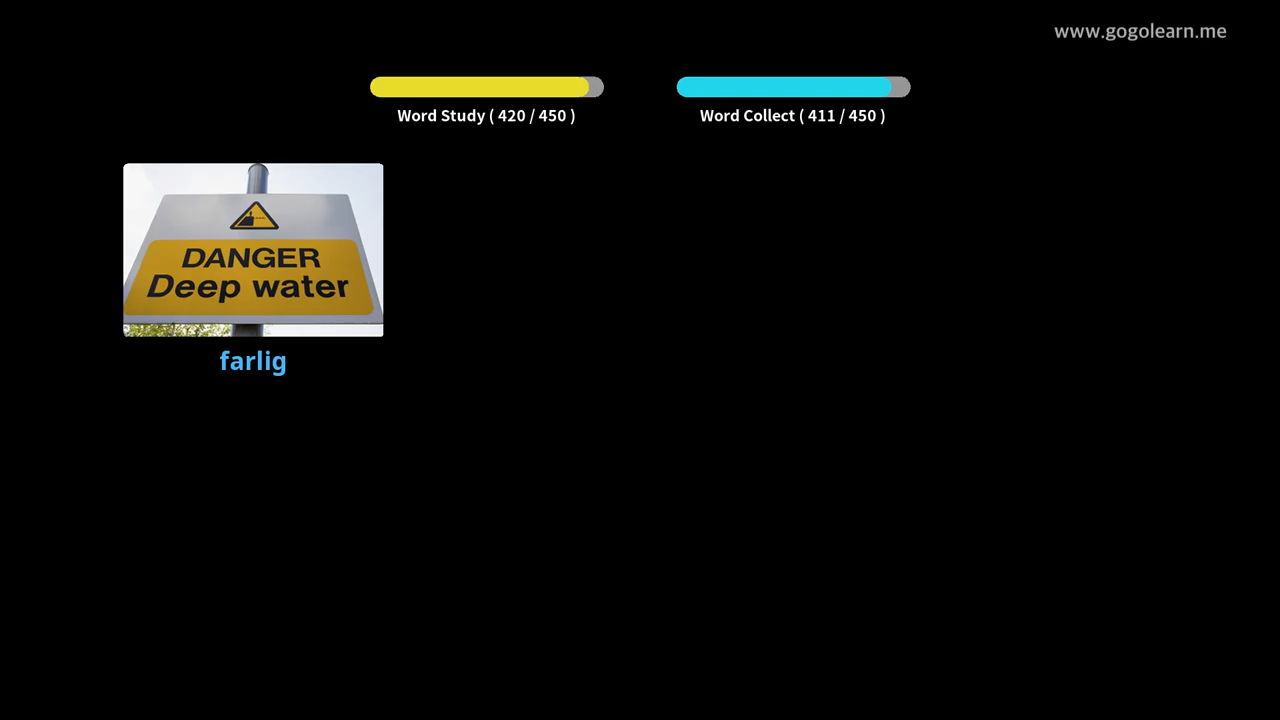 www.gogolearn.me
Word Study ( 420 / 450 )
Word Collect ( 411 / 450 )
DANGER
Deep water
farlig